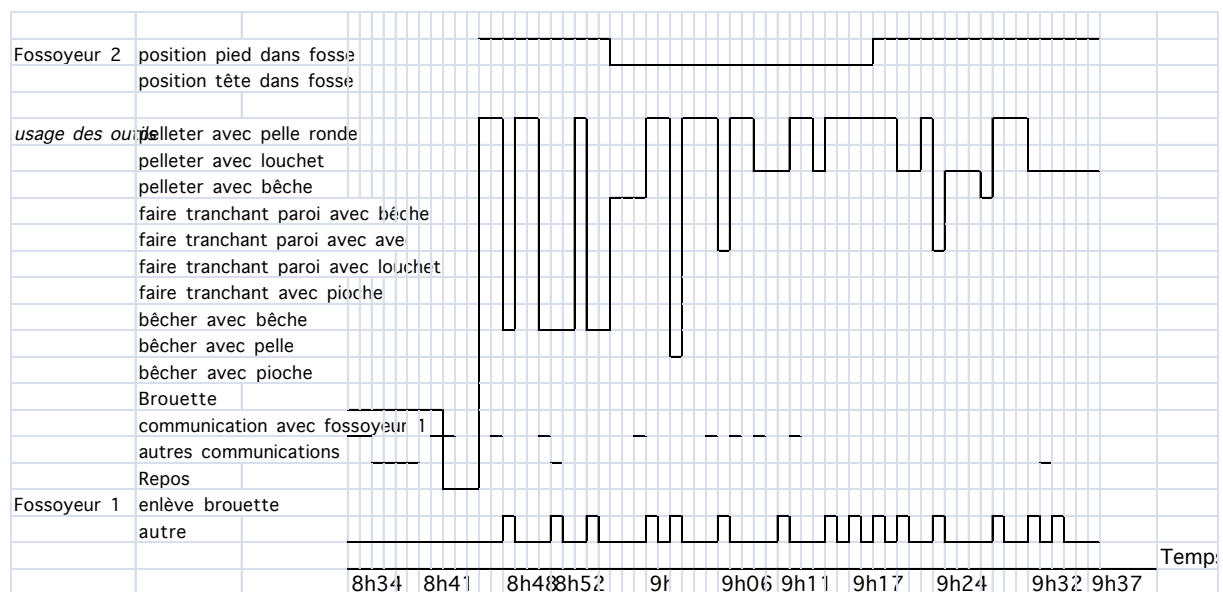 Fossoyeur 2 position pied dans fosse
position tête dans fosse
usage des outils pelleter avec pelle ronde
pelleter avec louchet
pelleter avec bêche
faire tranchant paroi avec bêche
faire tranchant paroi avec ave
faire tranchant paroi avec louchet
faire tranchant avec pioche
bêcher avec bêche
bêcher avec pelle
bêcher avec pioche
Brouette
communication avec fossoyeur 1
autres communications
Repos
Fossoyeur 1 enlève brouette
autre
Temps
8h34 8h41 8h48 8h52 9h 9h06 9h11 9h17 9h24 9h32 9h37